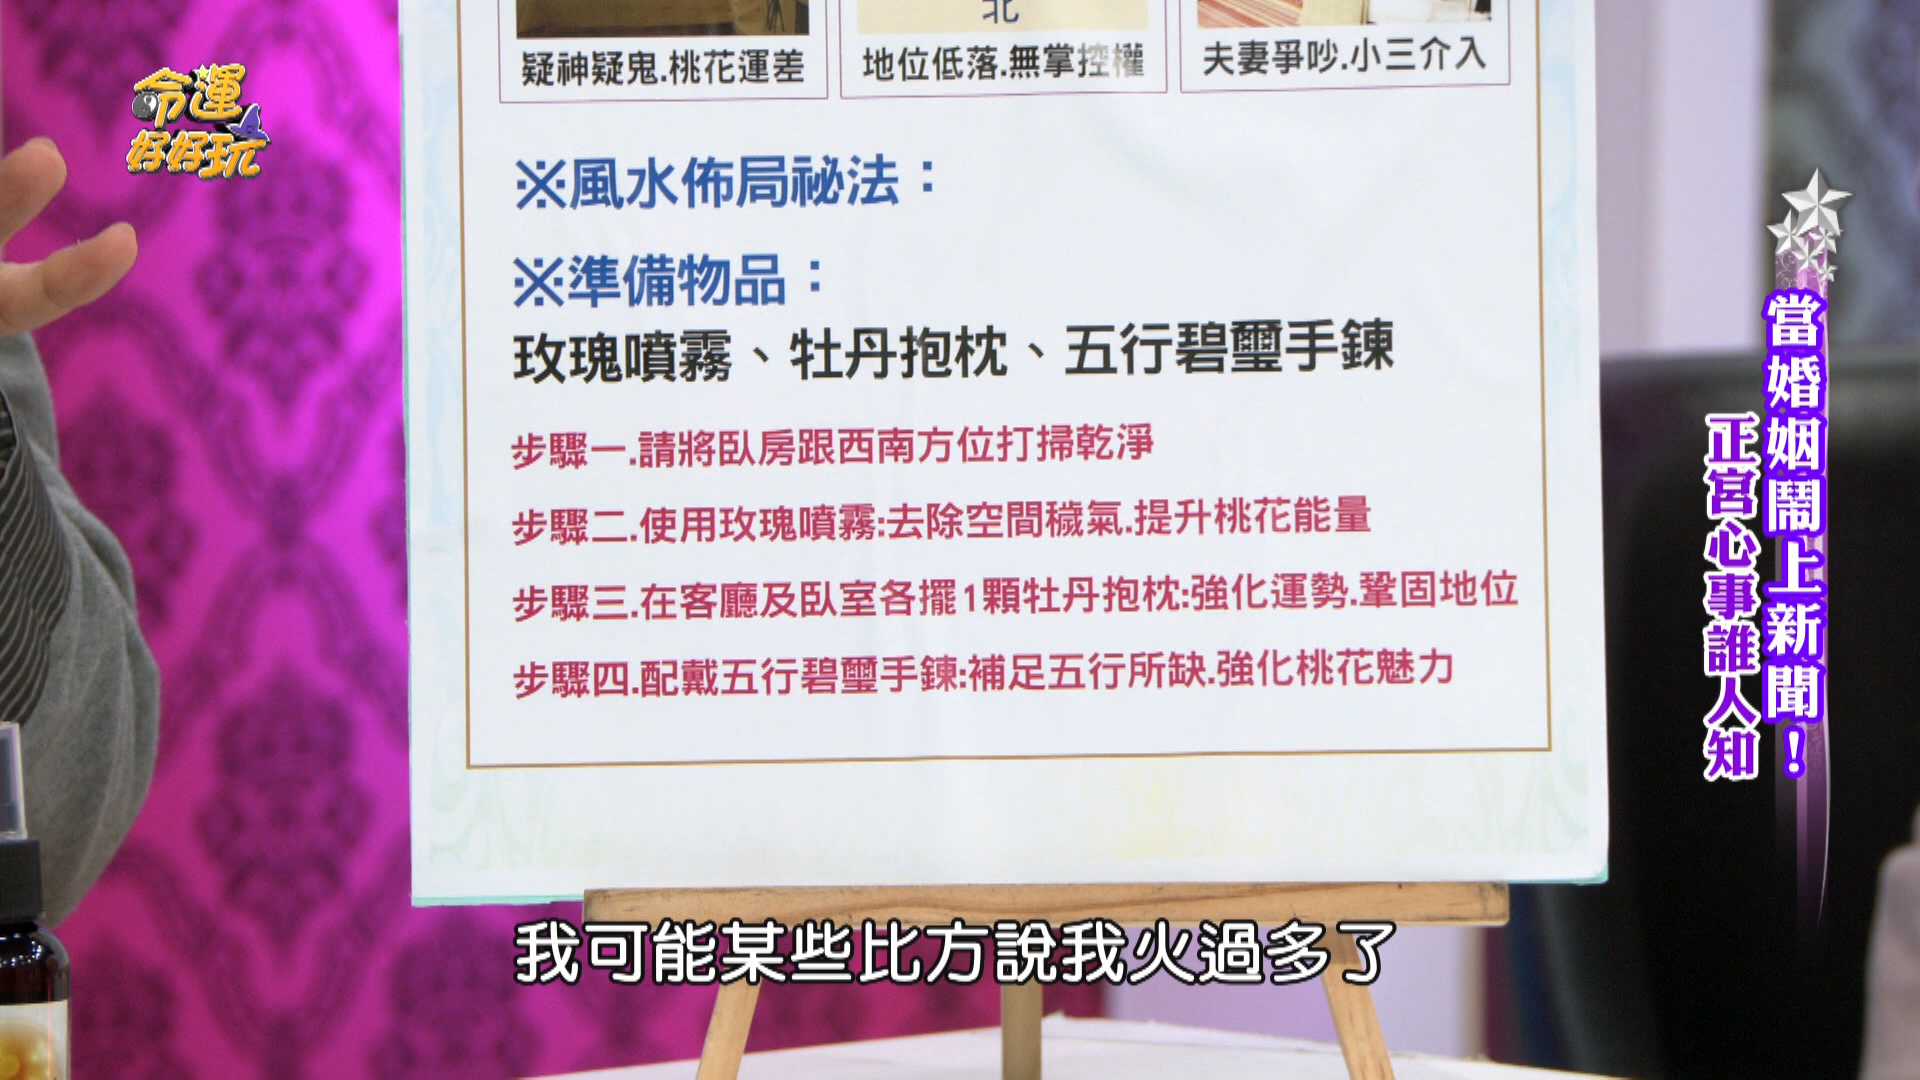 命運
好好玩
北
疑神疑鬼.桃花運差
地位低落.無掌控權
夫妻爭吵.小三介入
※風水佈局祕法：
※準備物品：
玫瑰噴霧、牡丹抱枕、五行碧璽手鍊
步驟一.請將臥房跟西南方位打掃乾淨
步驟二.使用玫瑰噴霧:去除空間穢氣.提升桃花能量
步驟三.在客廳及臥室各擺1顆牡丹抱枕:強化運勢.鞏固地位
步驟四.配戴五行碧璽手鍊:補足五行所缺.強化桃花魅力
當婚姻鬧上新聞！
正宮心事誰人知
我可能某些比方說我火過多了